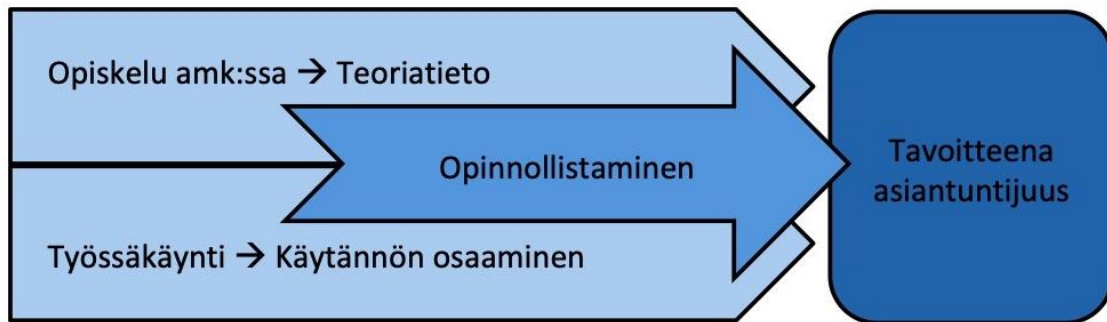 Opiskelu amk:ssa → Teoriatieto
Opinnollistaminen
Työssäkäynti → Käytännön osaaminen
Tavoitteena
asiantuntijuus